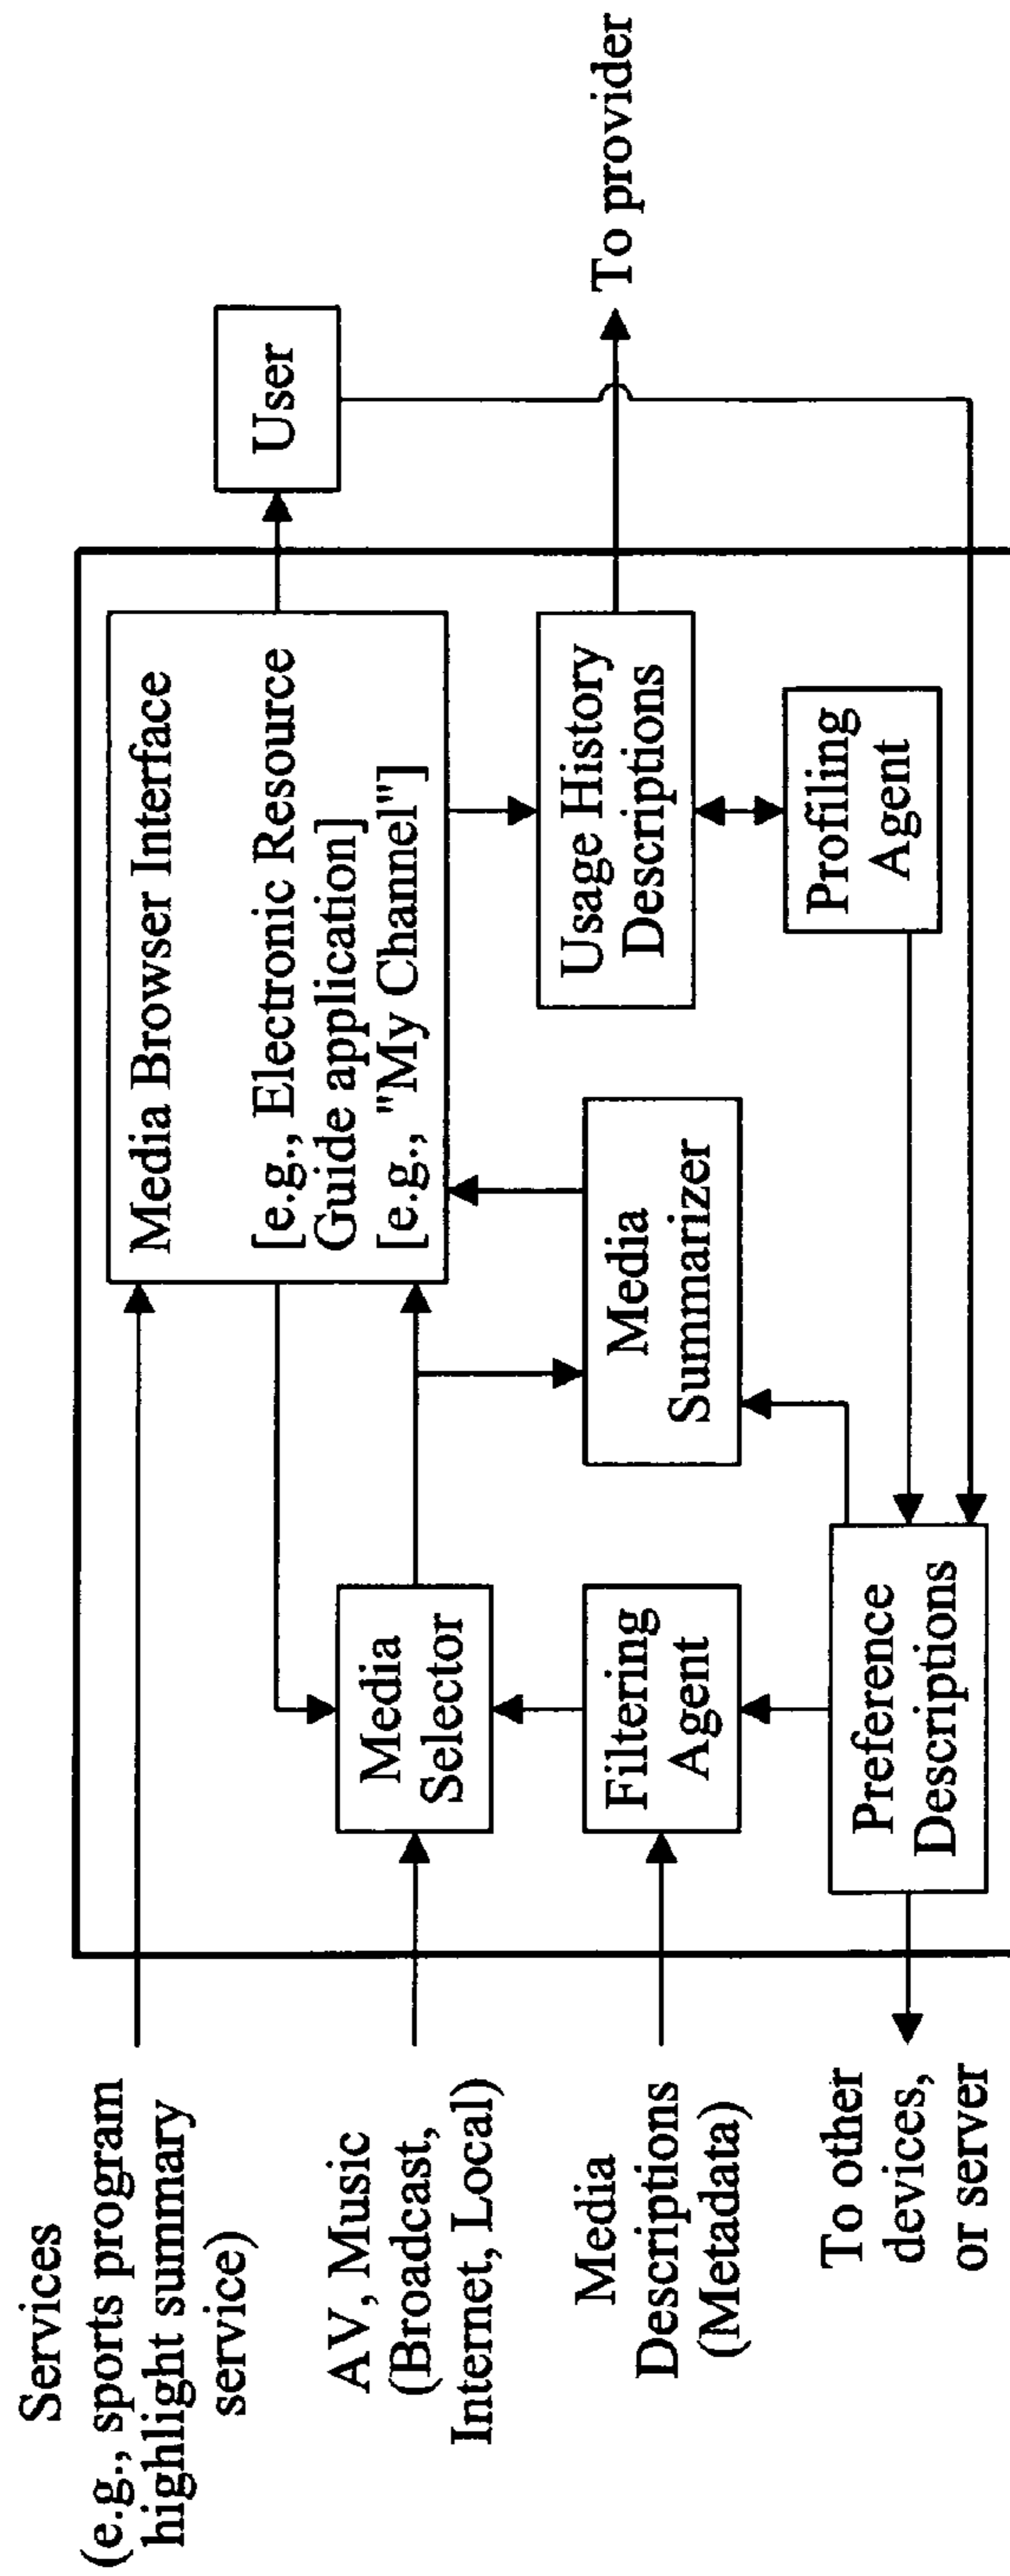 Services
(e.g., sports program
highlight summary
service)
AV, Music
(Broadcast,
Internet, Local)
Media
Descriptions
(Metadata)
To other
devices,
or server
Media
Selector
Filtering
Agent
Preference
Descriptions
Media Browser Interface
[e.g., Electronic Resource
Guide application]
[e.g., "My Channel"]
Media
Summarizer
Usage History
Descriptions
Profiling
Agent
User
To provider